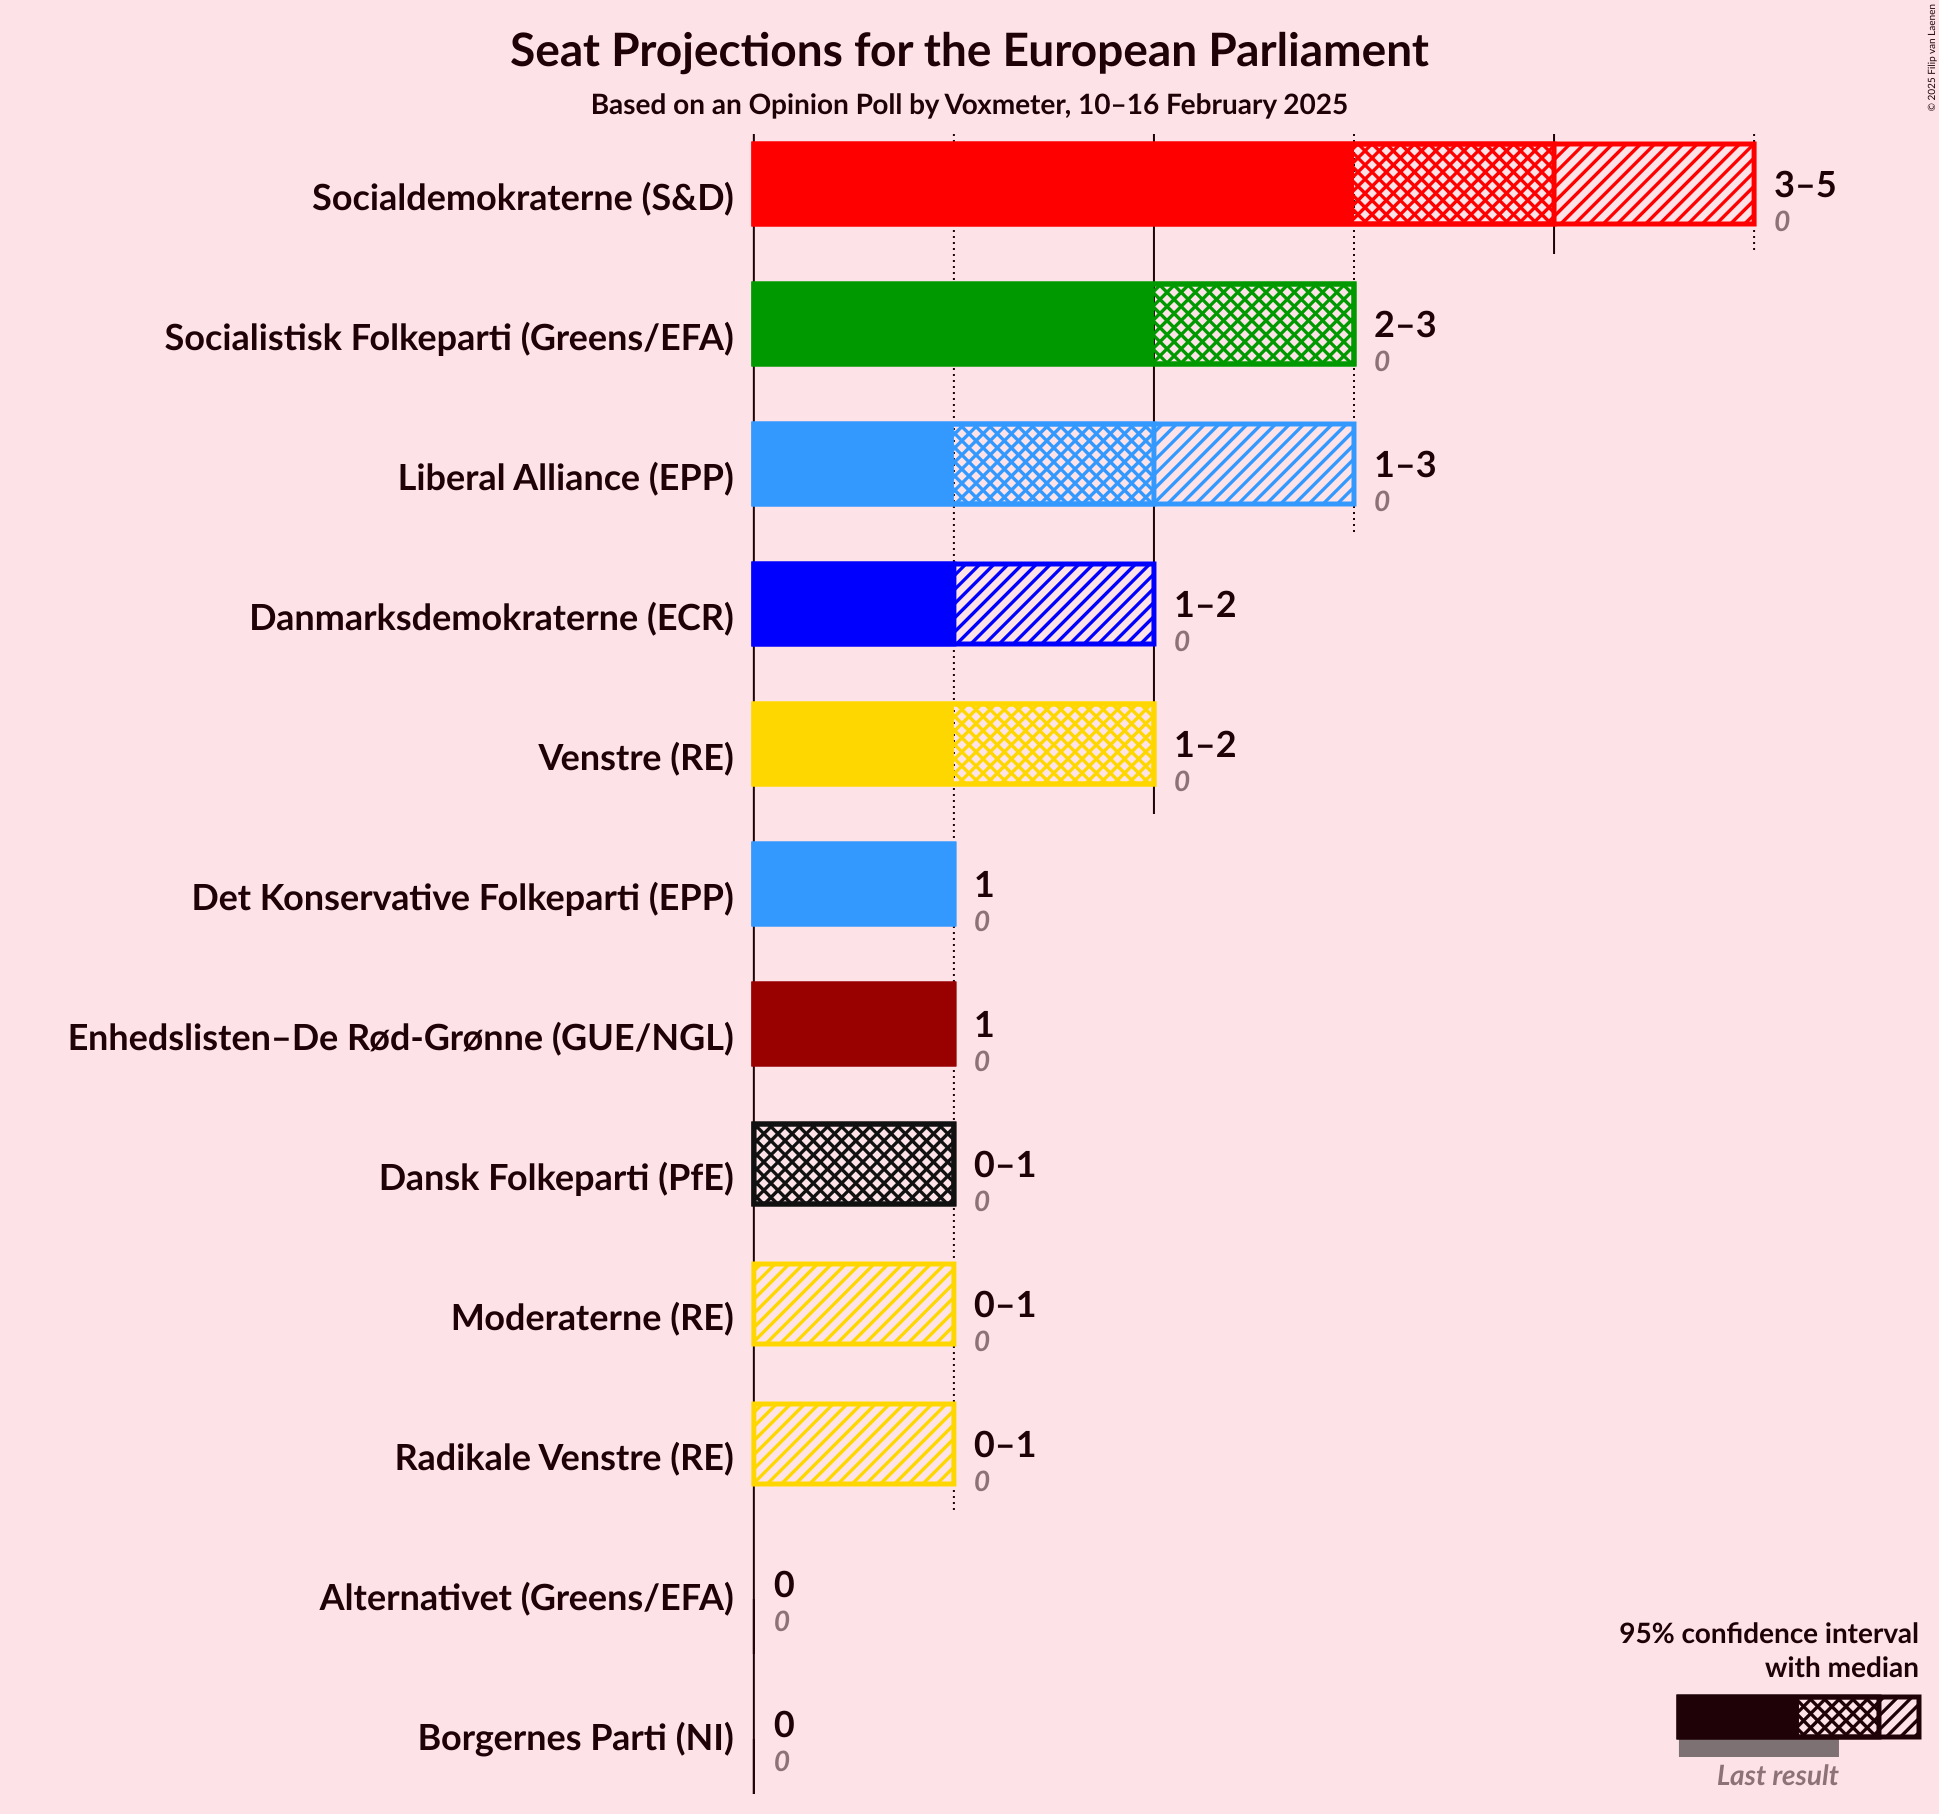 Seat Projections for the European Parliament
Based on an Opinion Poll by Voxmeter, 10–16 February 2025
© 2025 Filip van Laenen
Socialdemokraterne (S&D)
3–5
0
Socialistisk Folkeparti (Greens/EFA)
2–3
0
Liberal Alliance (EPP)
1–3
0
Danmarksdemokraterne (ECR)
1–2
0
Venstre (RE)
1–2
0
Det Konservative Folkeparti (EPP)
1
0
Enhedslisten–De Rød-Grønne (GUE/NGL)
1
0
Dansk Folkeparti (PfE)
0–1
0
Moderaterne (RE)
0–1
0
Radikale Venstre (RE)
0–1
0
Alternativet (Greens/EFA)
0
0
Borgernes Parti (NI)
0
0
95% confidence interval
with median
Last result